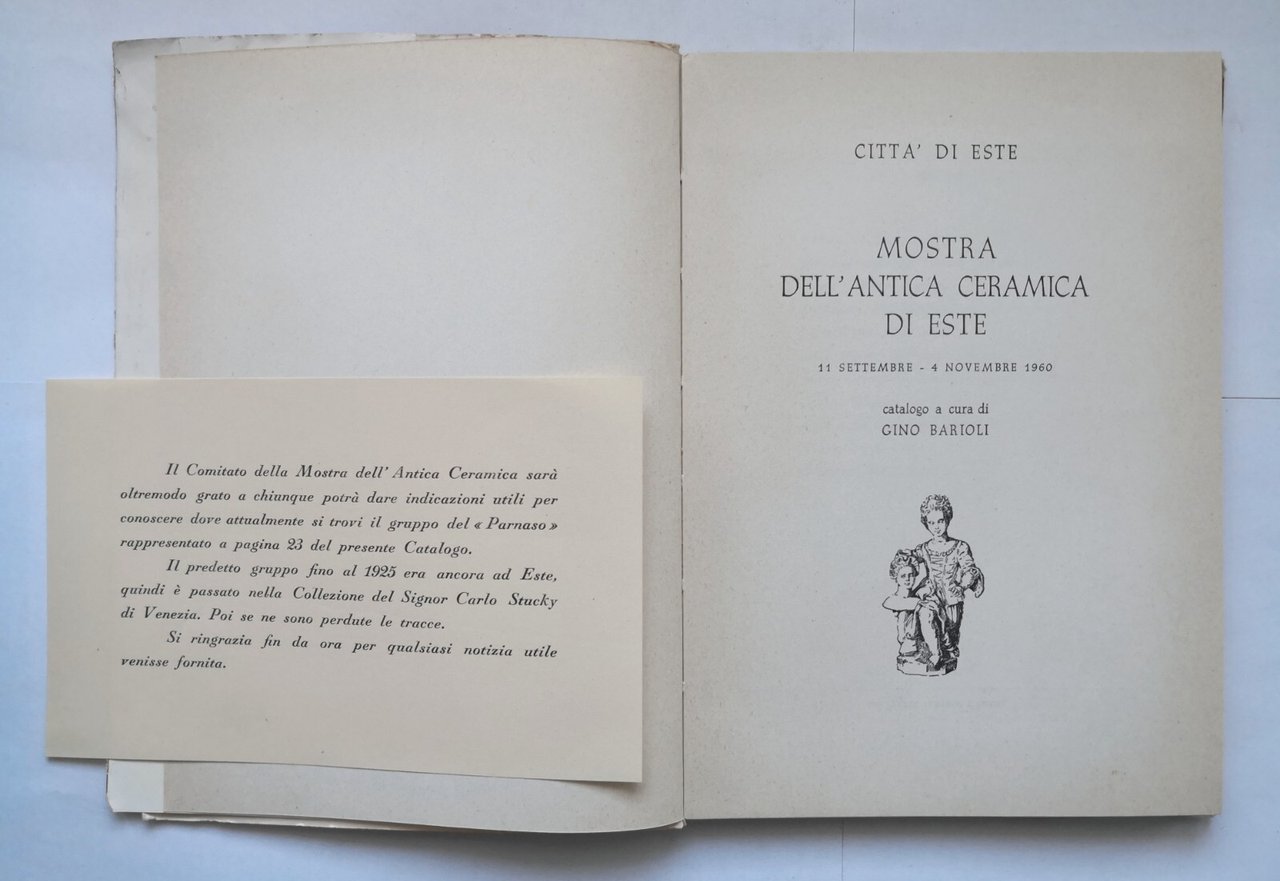 Il Comitato della Mostra dell' Antica Ceramica sarà
oltremodo grato a chiunque potrà dare indicazioni utili per
conoscere dove attualmente si trovi il gruppo del « Parnaso »
rappresentato a pagina 23 del presente Catalogo.
Il predetto gruppo fino al 1925 era ancora ad Este,
quindi è passato nella Collezione del Signor Carlo Stucky
di Venezia. Poi se ne sono perdute le tracce.
Si ringrazia fin da ora per qualsiasi notizia utile
venisse fornita.
CITTA' DI ESTE
MOSTRA
DELL'ANTICA CERAMICA
DI ESTE
11 SETTEMBRE - 4 NOVEMBRE 1960
catalogo a cura di
GINO BARIOLI